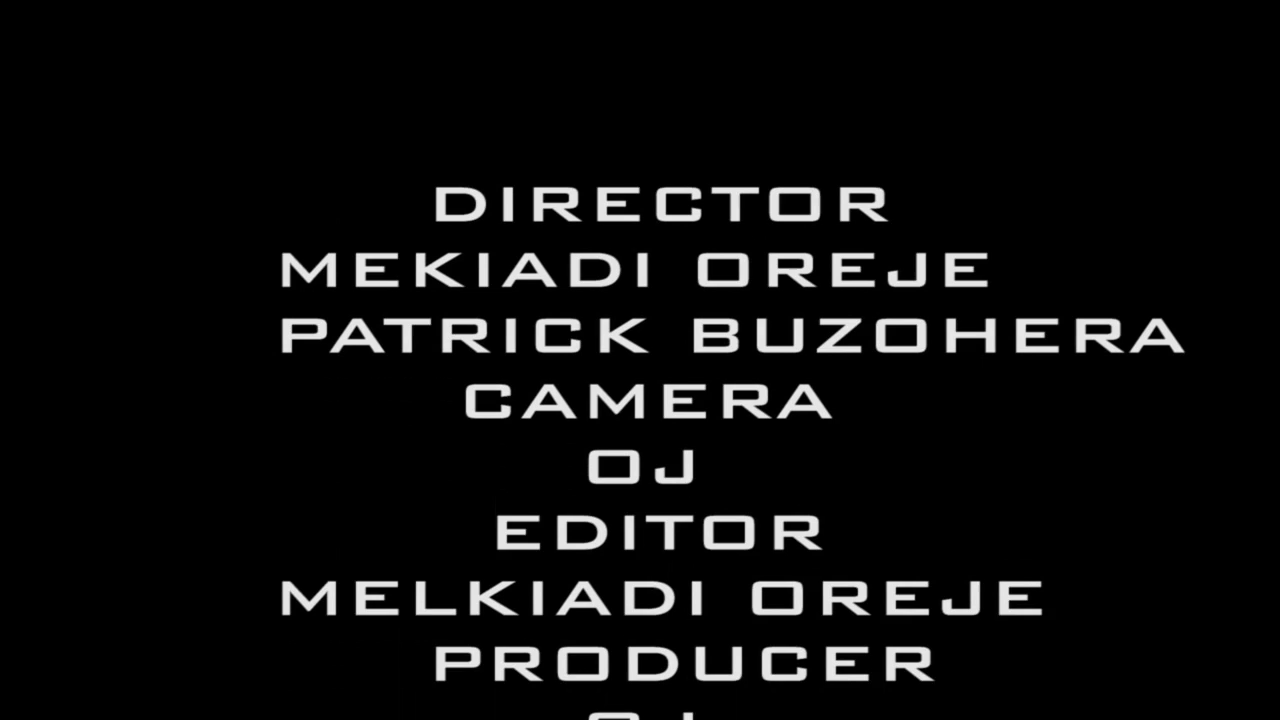 DIRECTOR
MEKIADI OREJE
PATRICK BUZOHERA
CAMERA
OJ
EDITOR
MELKIADI OREJE
PRODUCER